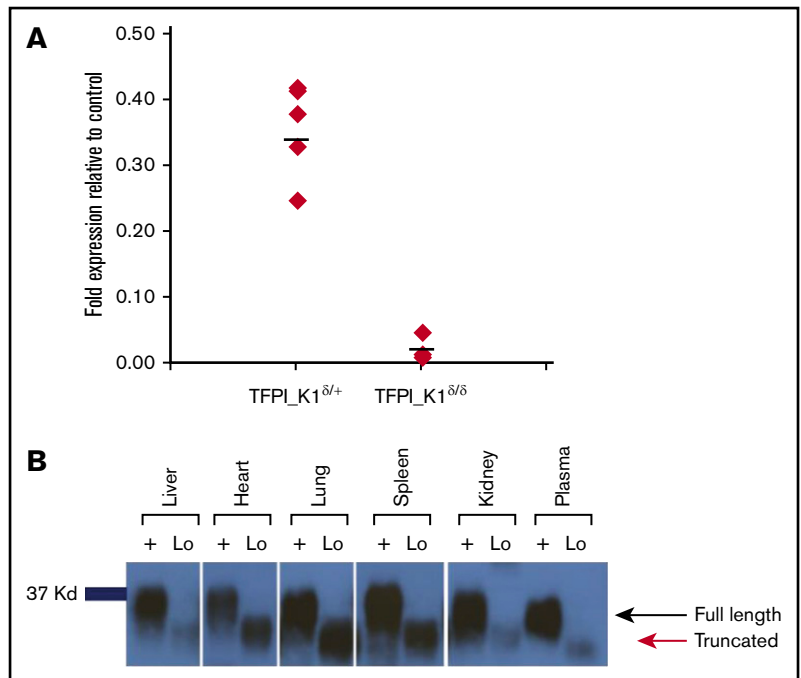 A
Fold expression relative to control
0.50
0.40
0.30
0.20
0.10
0.00
TFPI_K1δ/+ TFPI_K1δ/δ
B
Liver Heart Lung Spleen Kidney Plasma
+ Lo + Lo + Lo + Lo + Lo + Lo
37 Kd
Full length
Truncated